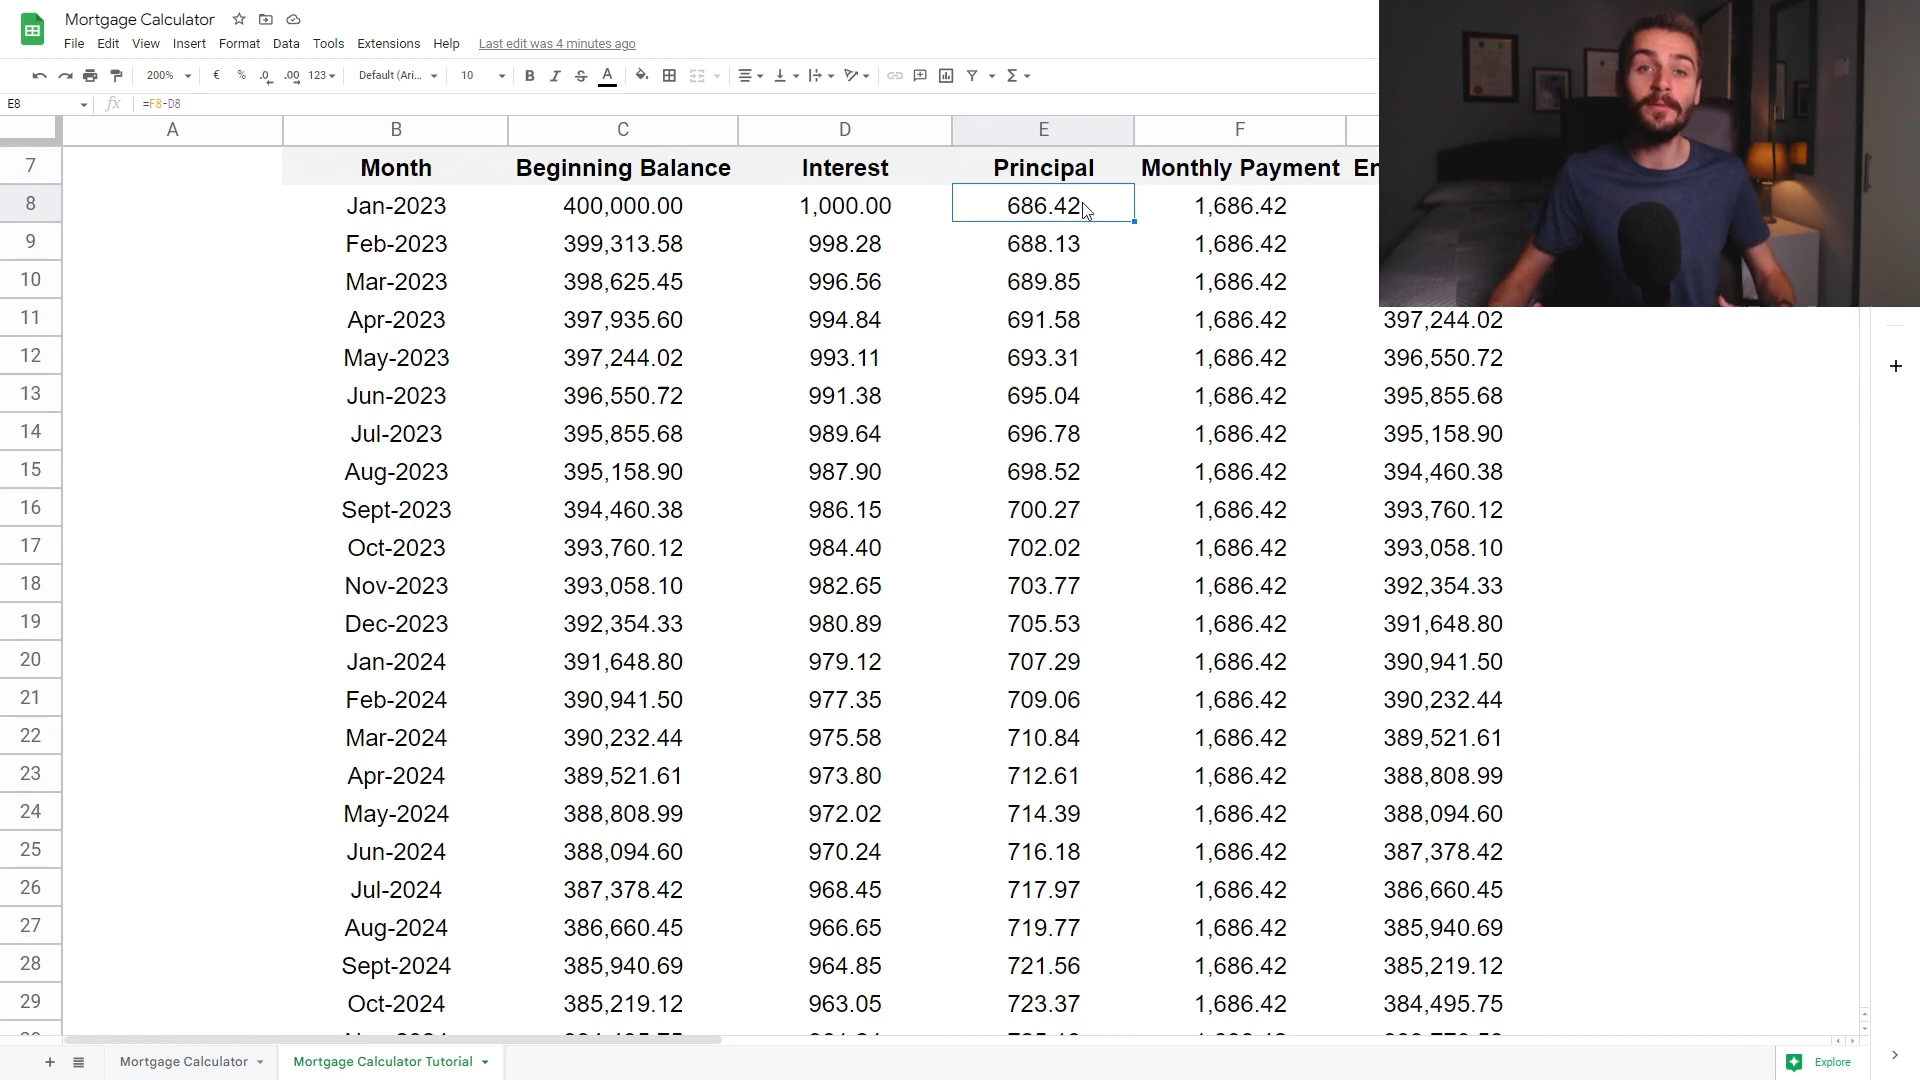 Mortgage Calculator
File Edit View Insert Format Data Tools Extensions Help Last edit was 4 minutes ago
200% € % .0 .00 123 Default (Ari... 10 B I S A
E8 fx =F8-D8
A B C D E F
7 Month Beginning Balance Interest Principal Monthly Payment En
8 Jan-2023 400,000.00 1,000.00 686.42 1,686.42
9 Feb-2023 399,313.58 998.28 688.13 1,686.42
10 Mar-2023 398,625.45 996.56 689.85 1,686.42
11 Apr-2023 397,935.60 994.84 691.58 1,686.42 397,244.02
12 May-2023 397,244.02 993.11 693.31 1,686.42 396,550.72
13 Jun-2023 396,550.72 991.38 695.04 1,686.42 395,855.68
14 Jul-2023 395,855.68 989.64 696.78 1,686.42 395,158.90
15 Aug-2023 395,158.90 987.90 698.52 1,686.42 394,460.38
16 Sept-2023 394,460.38 986.15 700.27 1,686.42 393,760.12
17 Oct-2023 393,760.12 984.40 702.02 1,686.42 393,058.10
18 Nov-2023 393,058.10 982.65 703.77 1,686.42 392,354.33
19 Dec-2023 392,354.33 980.89 705.53 1,686.42 391,648.80
20 Jan-2024 391,648.80 979.12 707.29 1,686.42 390,941.50
21 Feb-2024 390,941.50 977.35 709.06 1,686.42 390,232.44
22 Mar-2024 390,232.44 975.58 710.84 1,686.42 389,521.61
23 Apr-2024 389,521.61 973.80 712.61 1,686.42 388,808.99
24 May-2024 388,808.99 972.02 714.39 1,686.42 388,094.60
25 Jun-2024 388,094.60 970.24 716.18 1,686.42 387,378.42
26 Jul-2024 387,378.42 968.45 717.97 1,686.42 386,660.45
27 Aug-2024 386,660.45 966.65 719.77 1,686.42 385,940.69
28 Sept-2024 385,940.69 964.85 721.56 1,686.42 385,219.12
29 Oct-2024 385,219.12 963.05 723.37 1,686.42 384,495.75
Mortgage Calculator Mortgage Calculator Tutorial Explore